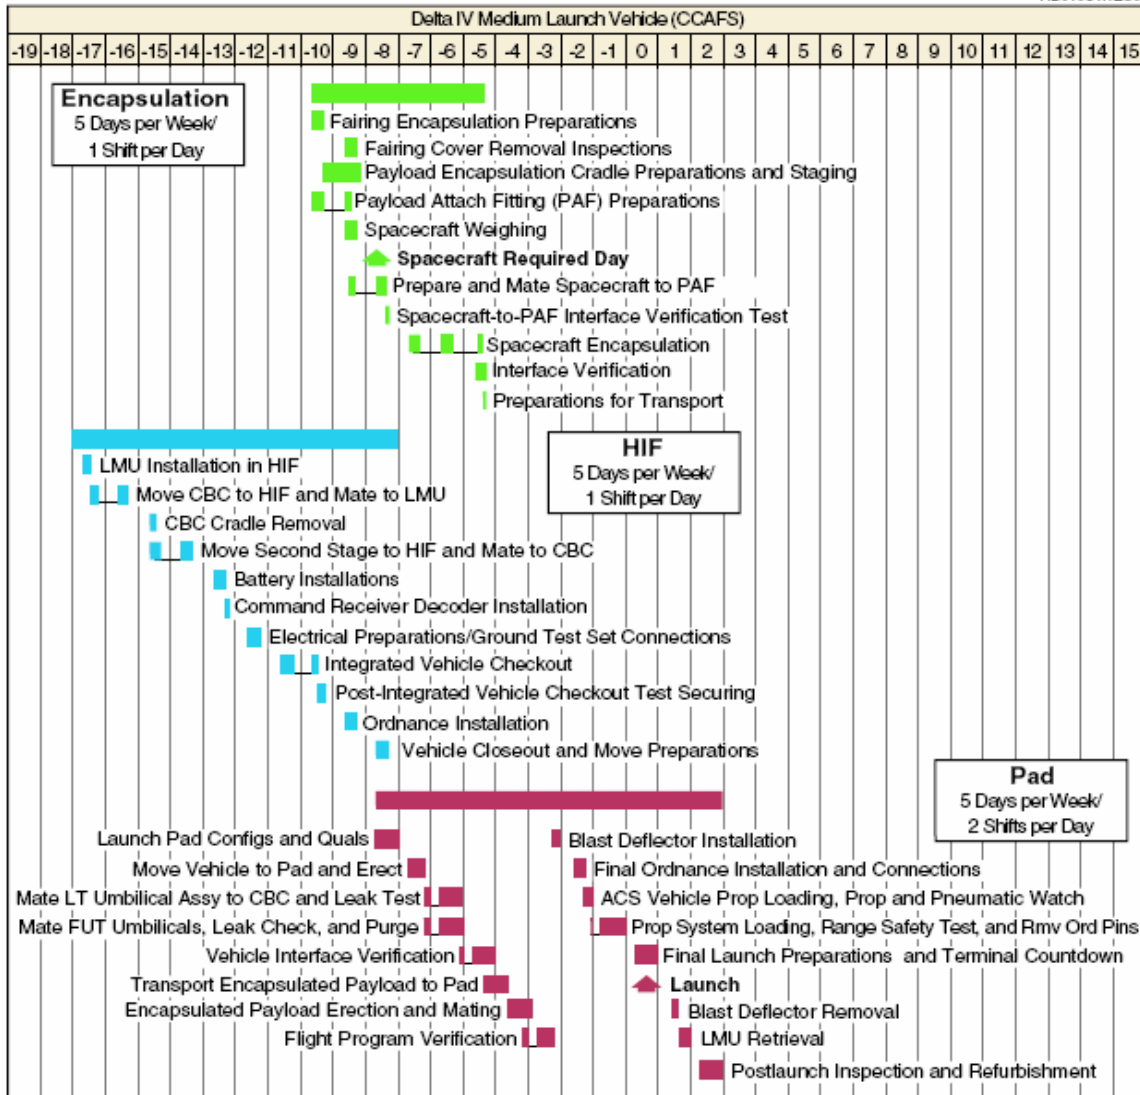 Delta IV Medium Launch Vehicle (CCAFS)
-19 -18 -17 -16 -15 -14 -13 -12 -11 -10 -9 -8 -7 -6 -5 -4 -3 -2 -1 0 1 2 3 4 5 6 7 8 9 10 11 12 13 14 15
Encapsulation
5 Days per Week/
1 Shift per Day
Fairing Encapsulation Preparations
Fairing Cover Removal Inspections
Payload Encapsulation Cradle Preparations and Staging
Payload Attach Fitting (PAF) Preparations
Spacecraft Weighing
Spacecraft Required Day
Prepare and Mate Spacecraft to PAF
Spacecraft-to-PAF Interface Verification Test
Spacecraft Encapsulation
Interface Verification
Preparations for Transport
HIF
5 Days per Week/
1 Shift per Day
LMU Installation in HIF
Move CBC to HIF and Mate to LMU
CBC Cradle Removal
Move Second Stage to HIF and Mate to CBC
Battery Installations
Command Receiver Decoder Installation
Electrical Preparations/Ground Test Set Connections
Integrated Vehicle Checkout
Post-Integrated Vehicle Checkout Test Securing
Ordnance Installation
Vehicle Closeout and Move Preparations
Pad
5 Days per Week/
2 Shifts per Day
Launch Pad Configs and Quals
Move Vehicle to Pad and Erect
Mate LT Umbilical Assy to CBC and Leak Test
Mate FUT Umbilicals, Leak Check, and Purge
Vehicle Interface Verification
Transport Encapsulated Payload to Pad
Encapsulated Payload Erection and Mating
Flight Program Verification
Blast Deflector Installation
Final Ordnance Installation and Connections
ACS Vehicle Prop Loading, Prop and Pneumatic Watch
Prop System Loading, Range Safety Test, and Rmv Ord Pins
Final Launch Preparations and Terminal Countdown
Launch
Blast Deflector Removal
LMU Retrieval
Postlaunch Inspection and Refurbishment